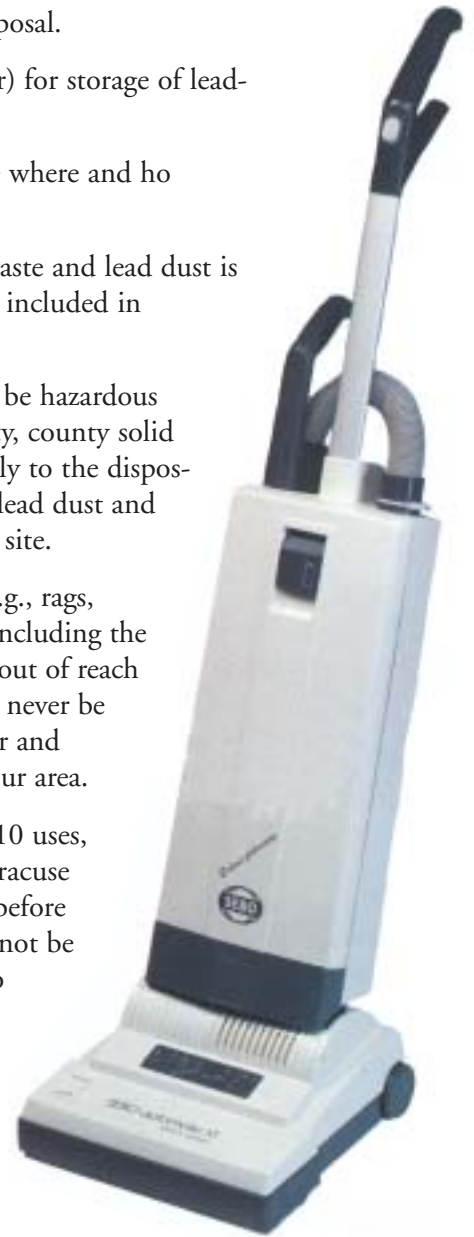 posal.
r) for storage of lead-
where and ho
aste and lead dust is
included in
be hazardous
ty, county solid
ly to the dispos-
lead dust and
site.
.g., rags,
ncluding the
out of reach
never be
r and
ur area.
10 uses,
racuse
before
not be
o
SEBO